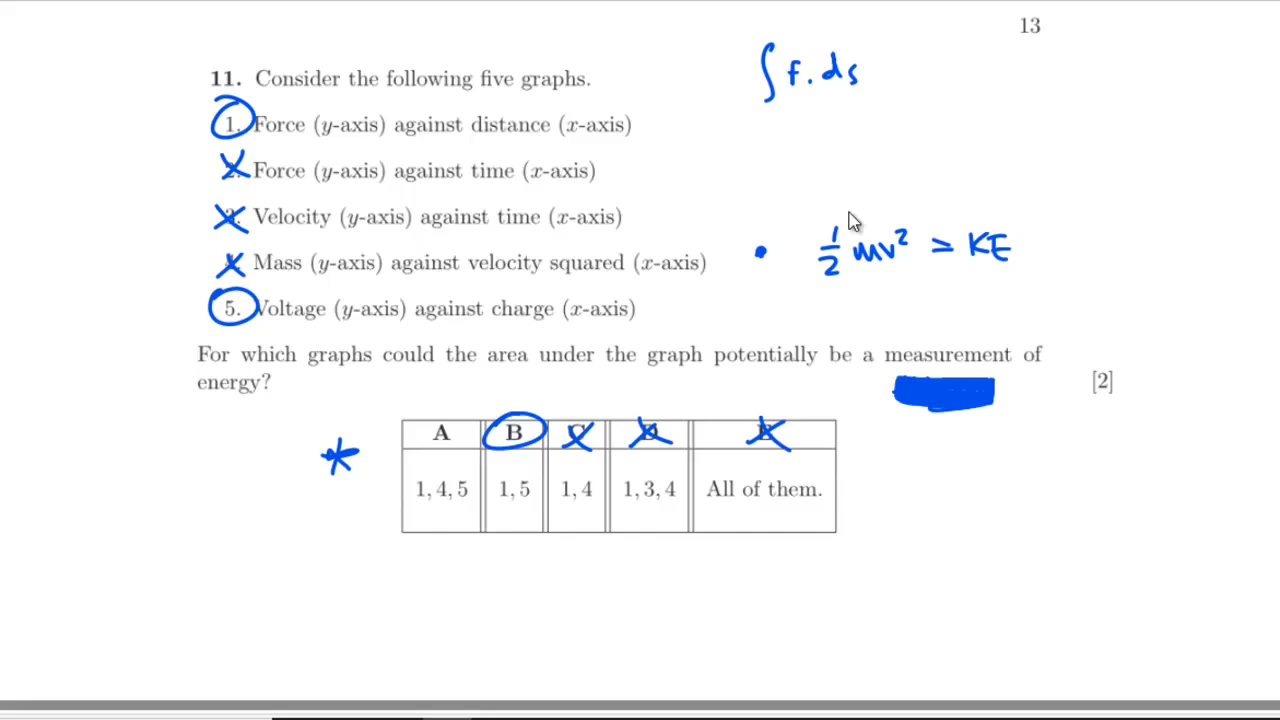 13
∫ f. ds
11. Consider the following five graphs.
1. Force (y-axis) against distance (x-axis)
2. Force (y-axis) against time (x-axis)
3. Velocity (y-axis) against time (x-axis)
½ mv² = KE
4. Mass (y-axis) against velocity squared (x-axis)
5. Voltage (y-axis) against charge (x-axis)
For which graphs could the area under the graph potentially be a measurement of
energy? [2]
A B C D E
1, 4, 5 1, 5 1, 4 1, 3, 4 All of them.